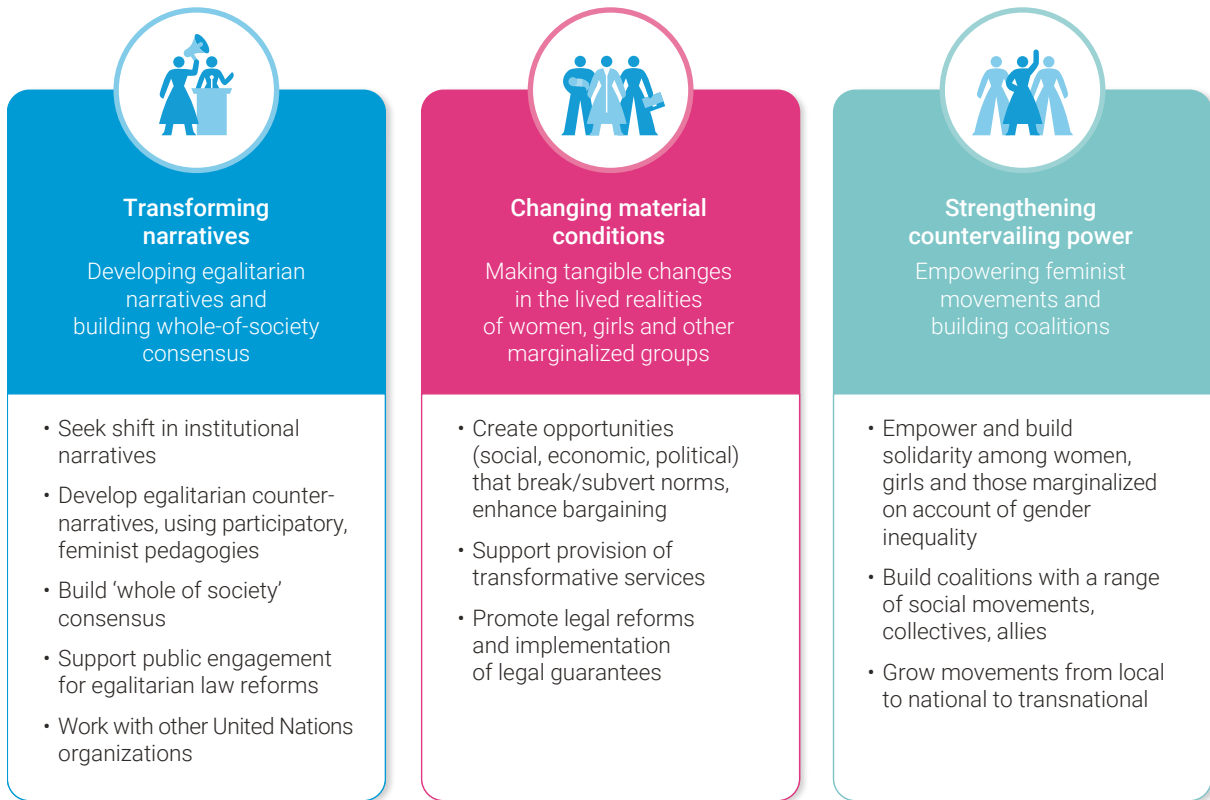 Transforming
narratives
Developing egalitarian
narratives and
building whole-of-society
consensus
• Seek shift in institutional
narratives
• Develop egalitarian counter-
narratives, using participatory,
feminist pedagogies
• Build ‘whole of society’
consensus
• Support public engagement
for egalitarian law reforms
• Work with other United Nations
organizations
Changing material
conditions
Making tangible changes
in the lived realities
of women, girls and other
marginalized groups
• Create opportunities
(social, economic, political)
that break/subvert norms,
enhance bargaining
• Support provision of
transformative services
• Promote legal reforms
and implementation
of legal guarantees
Strengthening
countervailing power
Empowering feminist
movements and
building coalitions
• Empower and build
solidarity among women,
girls and those marginalized
on account of gender
inequality
• Build coalitions with a range
of social movements,
collectives, allies
• Grow movements from local
to national to transnational